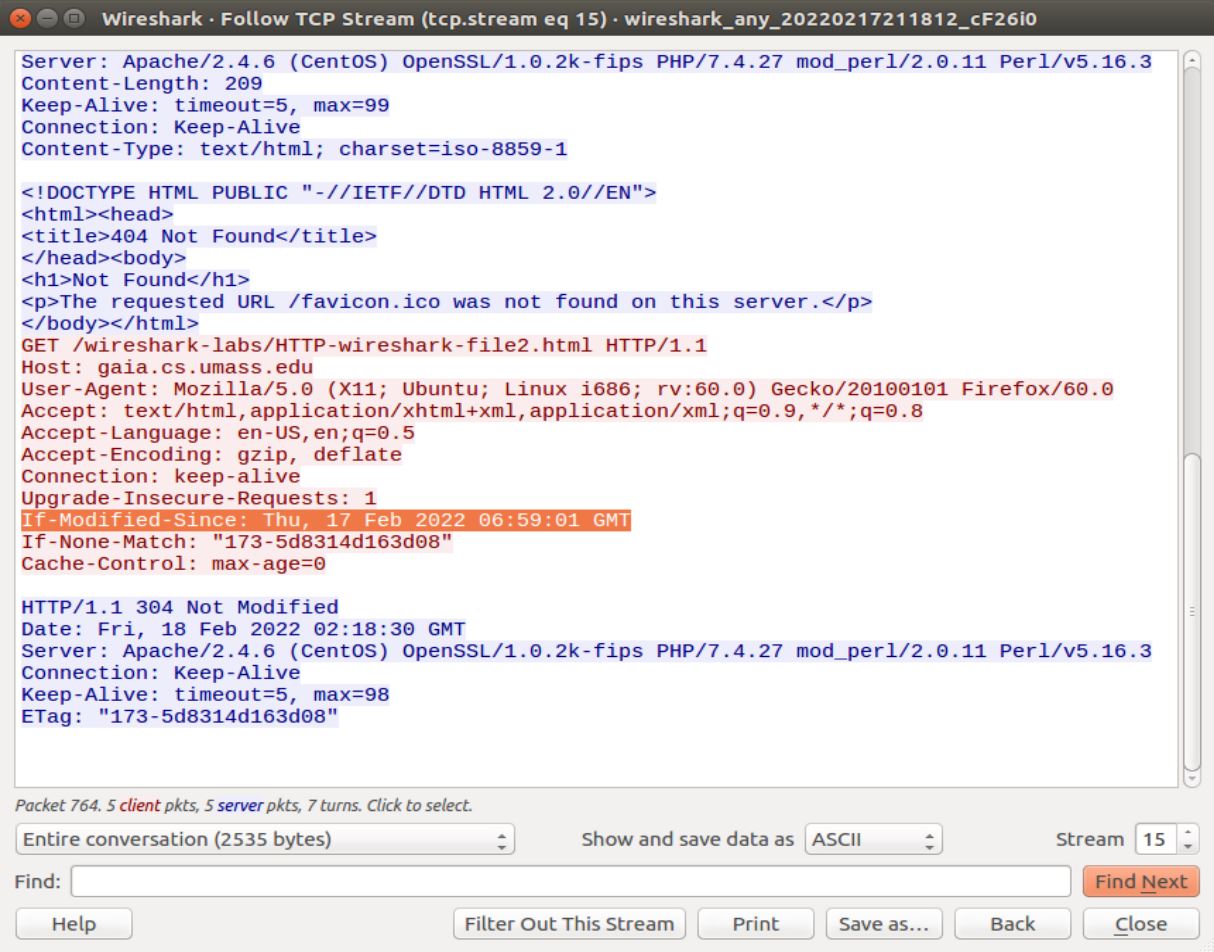 Wireshark · Follow TCP Stream (tcp.stream eq 15) · wireshark_any_20220217211812_cF26i0
Server: Apache/2.4.6 (CentOS) OpenSSL/1.0.2k-fips PHP/7.4.27 mod_perl/2.0.11 Perl/v5.16.3
Content-Length: 209
Keep-Alive: timeout=5, max=99
Connection: Keep-Alive
Content-Type: text/html; charset=iso-8859-1

<!DOCTYPE HTML PUBLIC "-//IETF//DTD HTML 2.0//EN">
<html><head>
<title>404 Not Found</title>
</head><body>
<h1>Not Found</h1>
<p>The requested URL /favicon.ico was not found on this server.</p>
</body></html>
GET /wireshark-labs/HTTP-wireshark-file2.html HTTP/1.1
Host: gaia.cs.umass.edu
User-Agent: Mozilla/5.0 (X11; Ubuntu; Linux i686; rv:60.0) Gecko/20100101 Firefox/60.0
Accept: text/html,application/xhtml+xml,application/xml;q=0.9,*/*;q=0.8
Accept-Language: en-US,en;q=0.5
Accept-Encoding: gzip, deflate
Connection: keep-alive
Upgrade-Insecure-Requests: 1
If-Modified-Since: Thu, 17 Feb 2022 06:59:01 GMT
If-None-Match: "173-5d8314d163d08"
Cache-Control: max-age=0

HTTP/1.1 304 Not Modified
Date: Fri, 18 Feb 2022 02:18:30 GMT
Server: Apache/2.4.6 (CentOS) OpenSSL/1.0.2k-fips PHP/7.4.27 mod_perl/2.0.11 Perl/v5.16.3
Connection: Keep-Alive
Keep-Alive: timeout=5, max=98
ETag: "173-5d8314d163d08"

Packet 764. 5 client pkts, 5 server pkts, 7 turns. Click to select.
Entire conversation (2535 bytes) Show and save data as ASCII Stream 15
Find: Find Next
Help Filter Out This Stream Print Save as… Back Close